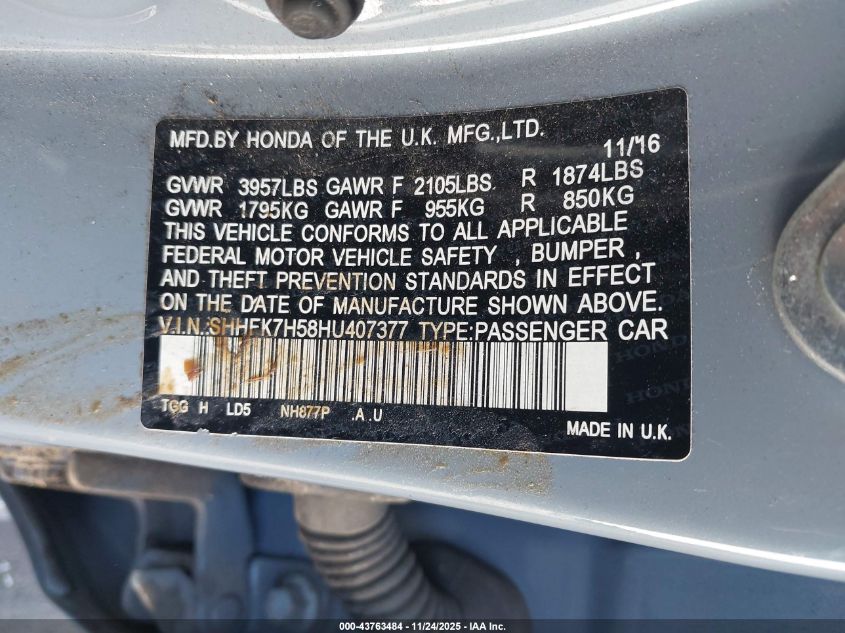 MFD.BY HONDA OF THE U.K. MFG.,LTD.
11/16
GVWR 3957LBS GAWR F 2105LBS R 1874LBS
GVWR 1795KG GAWR F 955KG R 850KG
THIS VEHICLE CONFORMS TO ALL APPLICABLE
FEDERAL MOTOR VEHICLE SAFETY , BUMPER ,
AND THEFT PREVENTION STANDARDS IN EFFECT
ON THE DATE OF MANUFACTURE SHOWN ABOVE.
V.I.N.:SHHFK7H58HU407377 TYPE:PASSENGER CAR
TGG H LD5 NH877P .A.U
MADE IN U.K.
000-43763484 - 11/24/2025 - IAA Inc.